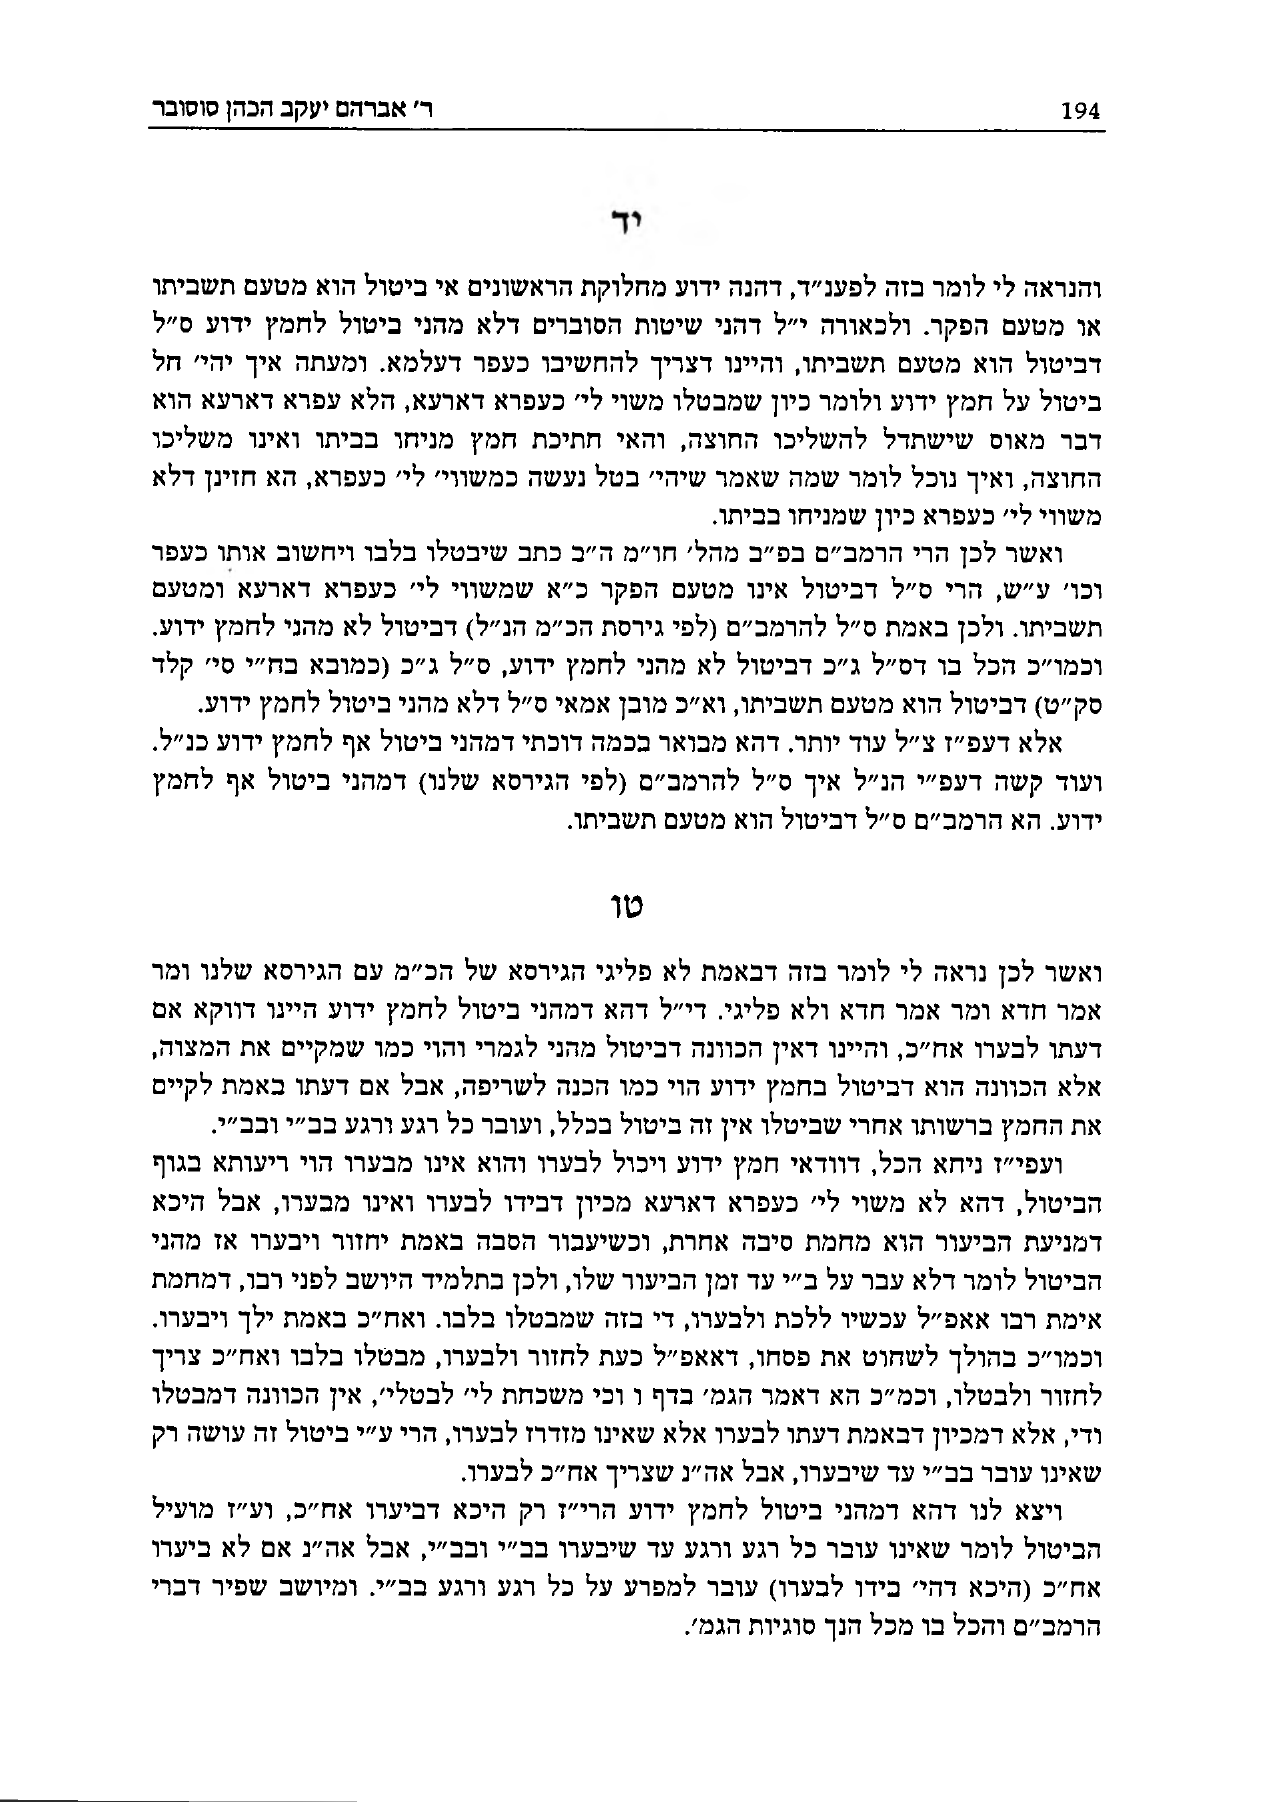 194
ר׳ אברהם יעקב הכהן סוסובר
יד
והנראה לי לומר בזה לפענ״ד, דהנה ידוע מחלוקת הראשונים אי ביטול הוא מטעם תשביתו
או מטעם הפקר. ולכאורה י״ל דהני שיטות הסוברים דלא מהני ביטול לחמץ ידוע ס״ל
דביטול הוא מטעם תשביתו, והיינו דצריך להחשיבו כעפר דעלמא. ומעתה איך יהי׳ חל
ביטול על חמץ ידוע ולומר כיון שמבטלו משוי לי׳ כעפרא דארעא, הלא עפרא דארעא הוא
דבר מאוס שישתדל להשליכו החוצה, והאי חתיכת חמץ מניחו בביתו ואינו משליכו
החוצה, ואיך נוכל לומר שמה שאמר שיהי׳ בטל נעשה כמשווי׳ לי׳ כעפרא, הא חזינן דלא
משווי לי׳ כעפרא כיון שמניחו בביתו.
ואשר לכן הרי הרמב״ם בפ״ב מהל׳ חו״מ ה״ב כתב שיבטלו בלבו ויחשוב אותו כעפר
וכו׳ ע״ש, הרי ס״ל דביטול אינו מטעם הפקר כ״א שמשווי לי׳ כעפרא דארעא ומטעם
תשביתו. ולכן באמת ס״ל להרמב״ם (לפי גירסת הכ״מ הנ״ל) דביטול לא מהני לחמץ ידוע.
וכמו״כ הכל בו דס״ל ג״כ דביטול לא מהני לחמץ ידוע, ס״ל ג״כ (כמובא בח״י סי׳ קלד
סק״ט) דביטול הוא מטעם תשביתו, וא״כ מובן אמאי ס״ל דלא מהני ביטול לחמץ ידוע.
אלא דעפ״ז צ״ל עוד יותר. דהא מבואר בכמה דוכתי דמהני ביטול אף לחמץ ידוע כנ״ל.
ועוד קשה דעפ״י הנ״ל איך ס״ל להרמב״ם (לפי הגירסא שלנו) דמהני ביטול אף לחמץ
ידוע. הא הרמב״ם ס״ל דביטול הוא מטעם תשביתו.
טו
ואשר לכן נראה לי לומר בזה דבאמת לא פליגי הגירסא של הכ״מ עם הגירסא שלנו ומר
אמר חדא ומר אמר חדא ולא פליגי. די״ל דהא דמהני ביטול לחמץ ידוע היינו דווקא אם
דעתו לבערו אח״כ, והיינו דאין הכוונה דביטול מהני לגמרי והוי כמו שמקיים את המצוה,
אלא הכוונה הוא דביטול בחמץ ידוע הוי כמו הכנה לשריפה, אבל אם דעתו באמת לקיים
את החמץ ברשותו אחרי שביטלו אין זה ביטול בכלל, ועובר כל רגע ורגע בב״י ובב״י.
ועפי״ז ניחא הכל, דוודאי חמץ ידוע ויכול לבערו והוא אינו מבערו הוי ריעותא בגוף
הביטול, דהא לא משוי לי׳ כעפרא דארעא מכיון דבידו לבערו ואינו מבערו, אבל היכא
דמניעת הביעור הוא מחמת סיבה אחרת, וכשיעבור הסבה באמת יחזור ויבערו אז מהני
הביטול לומר דלא עבר על ב״י עד זמן הביעור שלו, ולכן בתלמיד היושב לפני רבו, דמחמת
אימת רבו אאפ״ל עכשיו ללכת ולבערו, די בזה שמבטלו בלבו. ואח״כ באמת ילך ויבערו.
וכמו״כ בהולך לשחוט את פסחו, דאאפ״ל כעת לחזור ולבערו, מבטלו בלבו ואח״כ צריך
לחזור ולבטלו, וכמ״כ הא דאמר הגמ׳ בדף ו וכי משכחת לי׳ לבטלי׳, אין הכוונה דמבטלו
ודי, אלא דמכיון דבאמת דעתו לבערו אלא שאינו מזדרז לבערו, הרי ע״י ביטול זה עושה רק
שאינו עובר בב״י עד שיבערו, אבל אה״נ שצריך אח״כ לבערו.
ויצא לנו דהא דמהני ביטול לחמץ ידוע הרי״ז רק היכא דביערו אח״כ, וע״ז מועיל
הביטול לומר שאינו עובר כל רגע ורגע עד שיבערו בב״י ובב״י, אבל אה״נ אם לא ביערו
אח״כ (היכא דהי׳ בידו לבערו) עובר למפרע על כל רגע ורגע בב״י. ומיושב שפיר דברי
הרמב״ם והכל בו מכל הנך סוגיות הגמ׳.